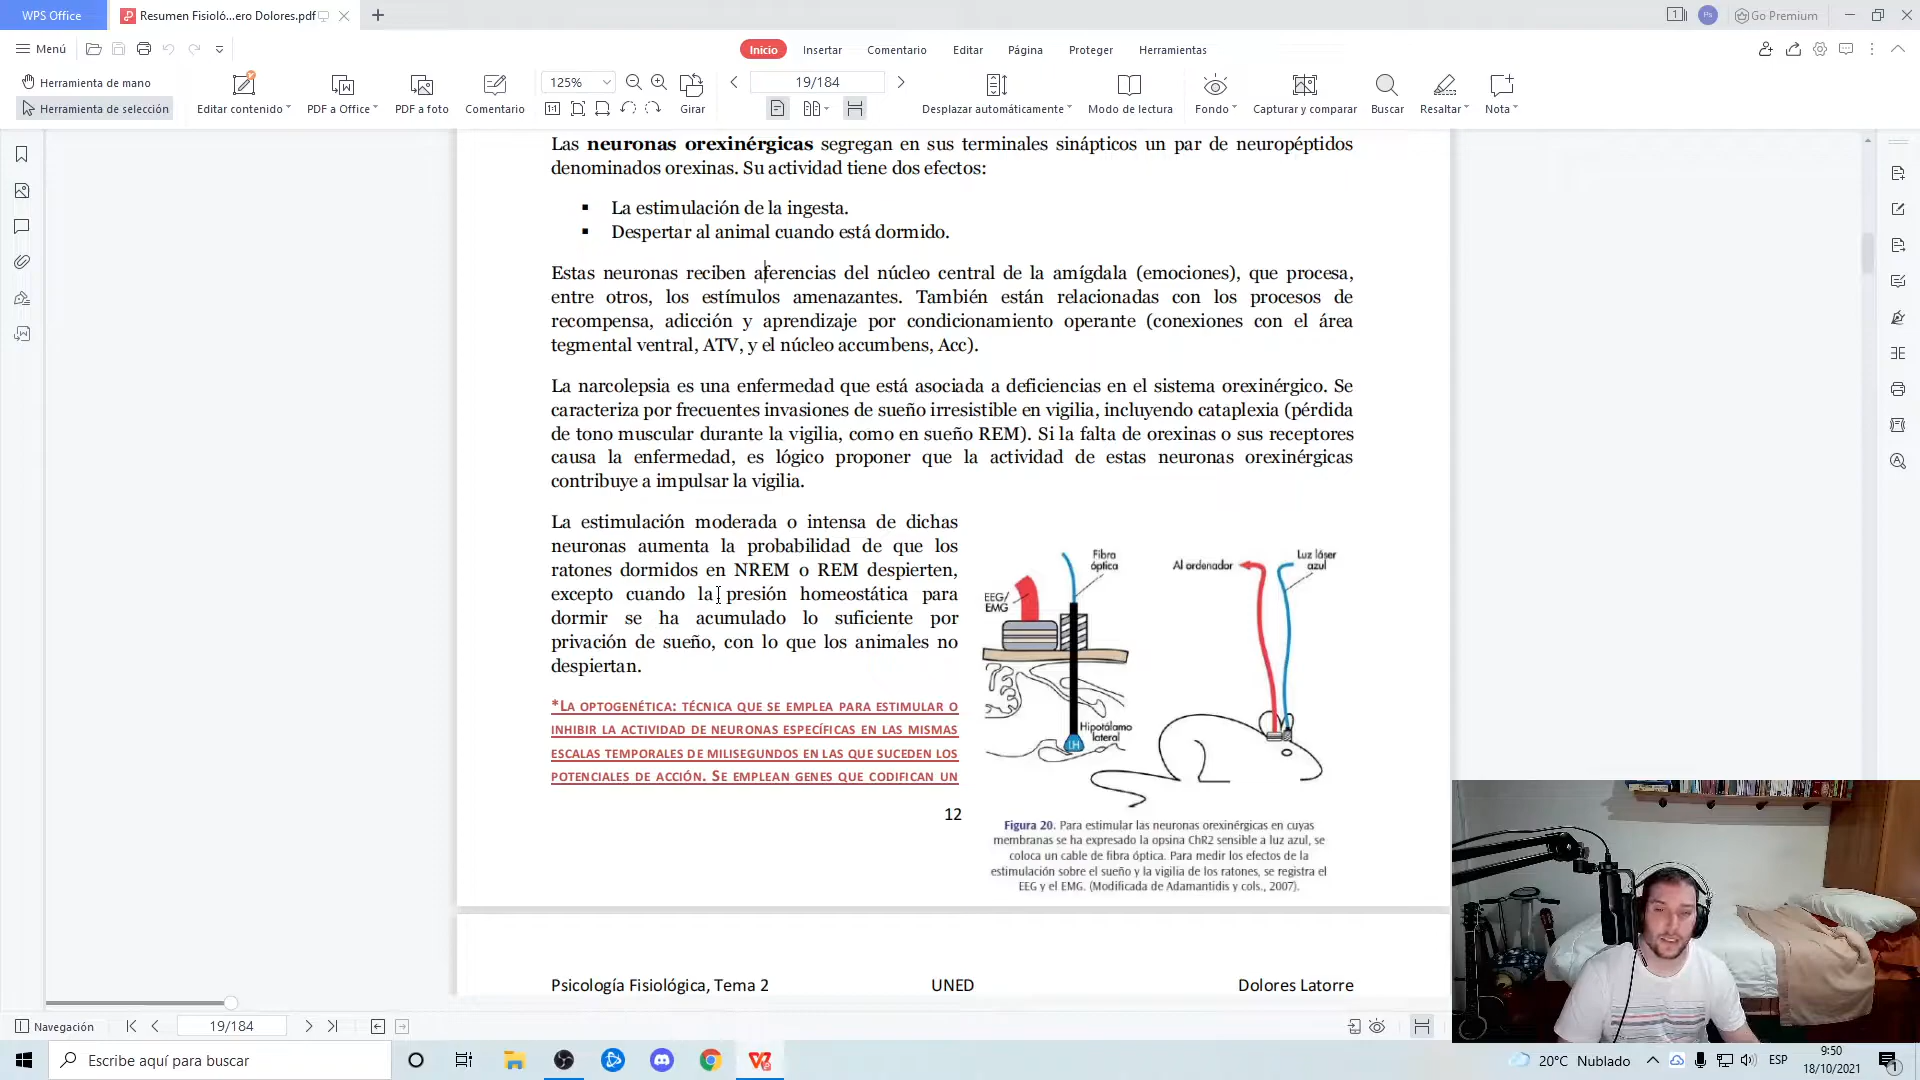 WPS Office
Resumen Fisioló...ero Dolores.pdf
1
Ps
Go Premium
Menú
Inicio
Insertar
Comentario
Editar
Página
Proteger
Herramientas
Herramienta de mano
Herramienta de selección
Editar contenido
PDF a Office
PDF a foto
Comentario
125%
Girar
19/184
Desplazar automáticamente
Modo de lectura
Fondo
Capturar y comparar
Buscar
Resaltar
Nota
Las neuronas orexinérgicas segregan en sus terminales sinápticos un par de neuropéptidos
denominados orexinas. Su actividad tiene dos efectos:
▪ La estimulación de la ingesta.
▪ Despertar al animal cuando está dormido.
Estas neuronas reciben aferencias del núcleo central de la amígdala (emociones), que procesa,
entre otros, los estímulos amenazantes. También están relacionadas con los procesos de
recompensa, adicción y aprendizaje por condicionamiento operante (conexiones con el área
tegmental ventral, ATV, y el núcleo accumbens, Acc).
La narcolepsia es una enfermedad que está asociada a deficiencias en el sistema orexinérgico. Se
caracteriza por frecuentes invasiones de sueño irresistible en vigilia, incluyendo cataplexia (pérdida
de tono muscular durante la vigilia, como en sueño REM). Si la falta de orexinas o sus receptores
causa la enfermedad, es lógico proponer que la actividad de estas neuronas orexinérgicas
contribuye a impulsar la vigilia.
La estimulación moderada o intensa de dichas
neuronas aumenta la probabilidad de que los
ratones dormidos en NREM o REM despierten,
excepto cuando la presión homeostática para
dormir se ha acumulado lo suficiente por
privación de sueño, con lo que los animales no
despiertan.
*LA OPTOGENÉTICA: TÉCNICA QUE SE EMPLEA PARA ESTIMULAR O
INHIBIR LA ACTIVIDAD DE NEURONAS ESPECÍFICAS EN LAS MISMAS
ESCALAS TEMPORALES DE MILISEGUNDOS EN LAS QUE SUCEDEN LOS
POTENCIALES DE ACCIÓN. SE EMPLEAN GENES QUE CODIFICAN UN
Fibra
óptica
EEG/
EMG
Hipotálamo
lateral
LH
Al ordenador
Luz láser
azul
12
Figura 20. Para estimular las neuronas orexinérgicas en cuyas
membranas se ha expresado la opsina ChR2 sensible a luz azul, se
coloca un cable de fibra óptica. Para medir los efectos de la
estimulación sobre el sueño y la vigilia de los ratones, se registra el
EEG y el EMG. (Modificada de Adamantidis y cols., 2007).
Psicología Fisiológica, Tema 2
UNED
Dolores Latorre
Navegación
19/184
Escribe aquí para buscar
20°C Nublado
ESP
9:50
18/10/2021
1